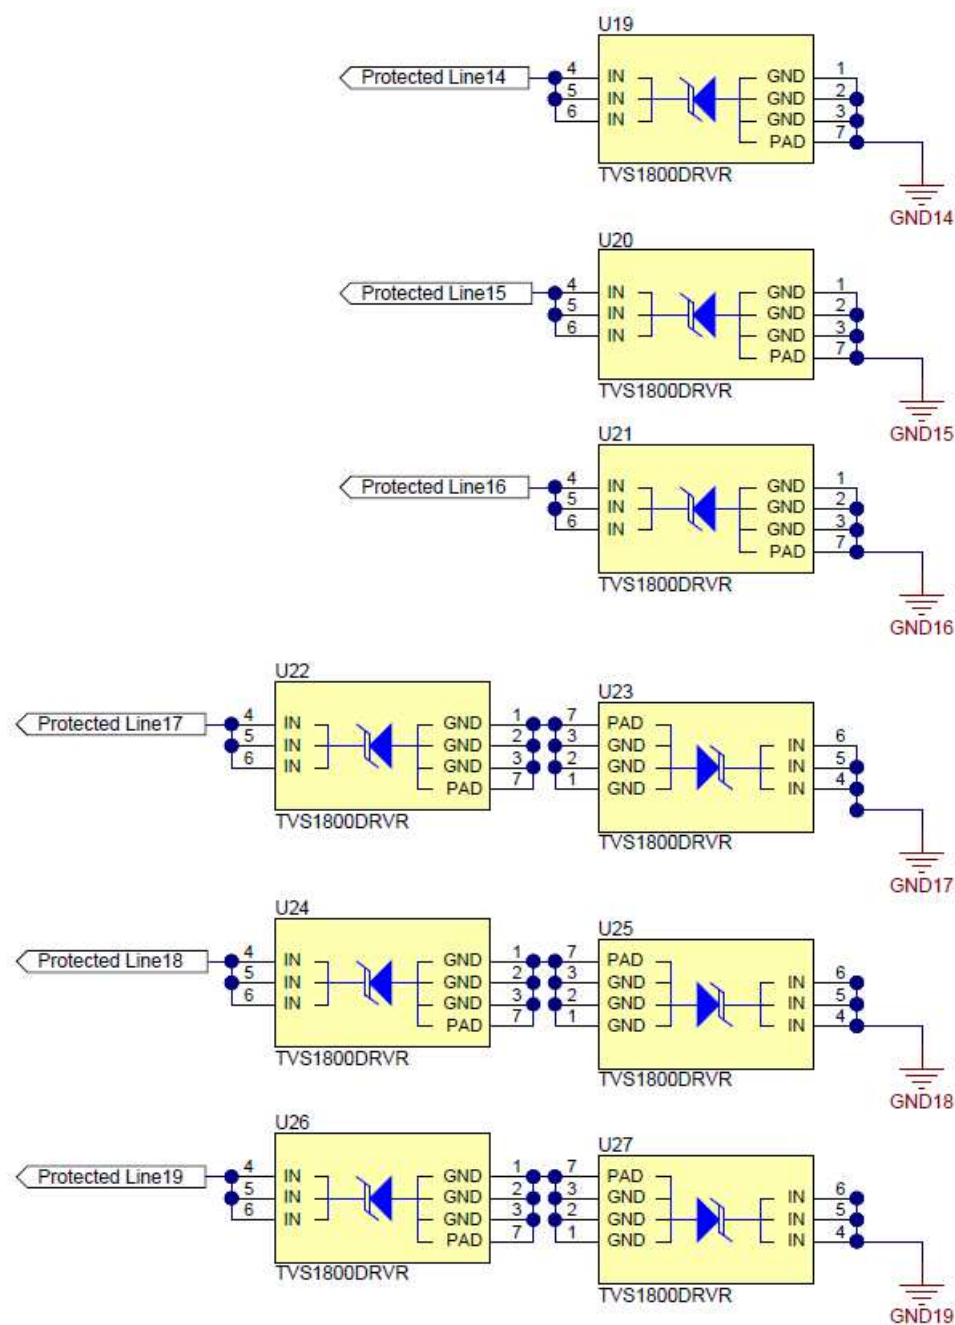 U19
Protected Line14
4 IN GND 1
5 IN GND 2
6 IN GND 3
PAD 7
TVS1800DRVR
GND14
U20
Protected Line15
4 IN GND 1
5 IN GND 2
6 IN GND 3
PAD 7
TVS1800DRVR
GND15
U21
Protected Line16
4 IN GND 1
5 IN GND 2
6 IN GND 3
PAD 7
TVS1800DRVR
GND16
U22
Protected Line17
4 IN GND 1
5 IN GND 2
6 IN GND 3
PAD 7
TVS1800DRVR
U23
7 PAD
3 GND IN 6
2 GND IN 5
1 GND IN 4
TVS1800DRVR
GND17
U24
Protected Line18
4 IN GND 1
5 IN GND 2
6 IN GND 3
PAD 7
TVS1800DRVR
U25
7 PAD
3 GND IN 6
2 GND IN 5
1 GND IN 4
TVS1800DRVR
GND18
U26
Protected Line19
4 IN GND 1
5 IN GND 2
6 IN GND 3
PAD 7
TVS1800DRVR
U27
7 PAD
3 GND IN 6
2 GND IN 5
1 GND IN 4
TVS1800DRVR
GND19